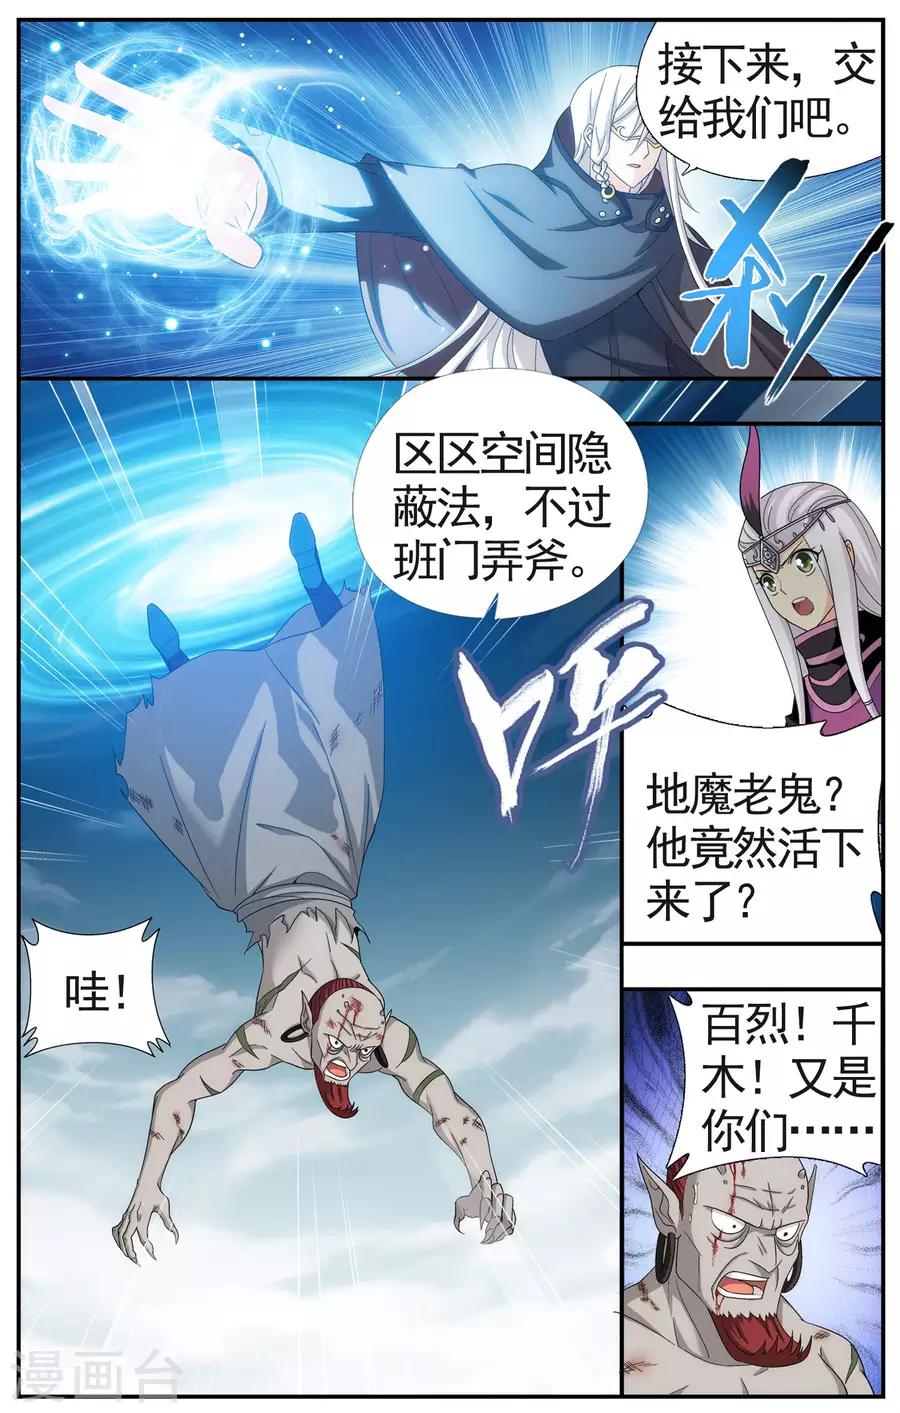 接下来，交
给我们吧。
杀
区区空间隐
蔽法，不过
班门弄斧。
地魔老鬼？
他竟然活下
来了？
哇！
百烈！千
木！又是
你们……
漫画台